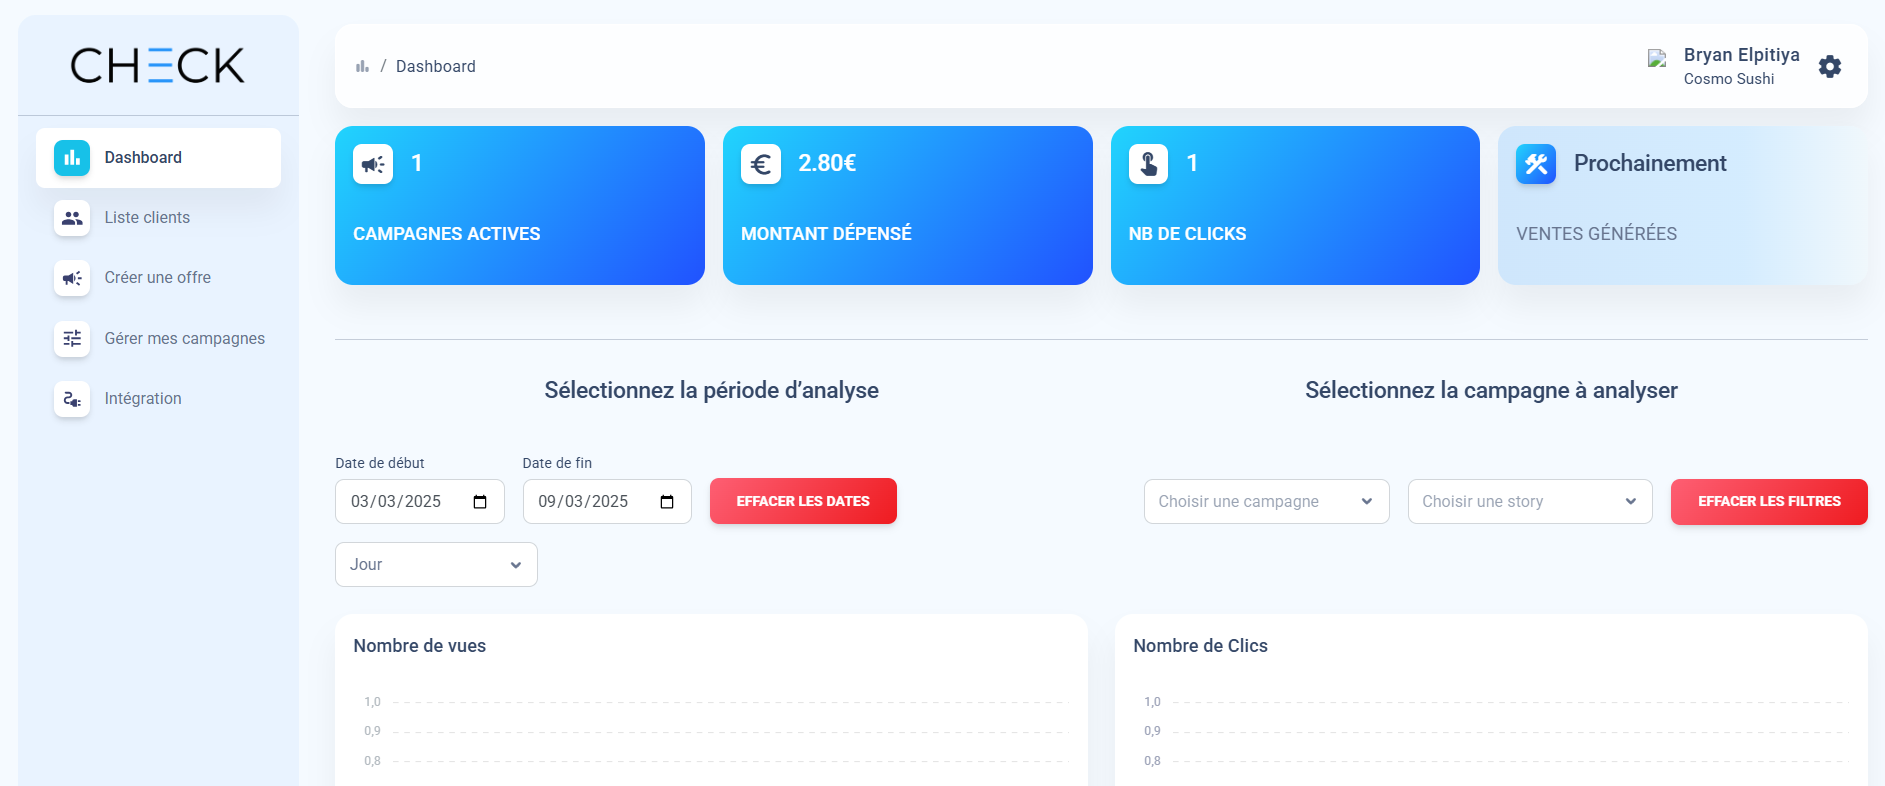 CHECK
Dashboard
Liste clients
Créer une offre
Gérer mes campagnes
Intégration
/ Dashboard
Bryan Elpitiya
Cosmo Sushi
1
CAMPAGNES ACTIVES
2.80€
MONTANT DÉPENSÉ
1
NB DE CLICKS
Prochainement
VENTES GÉNÉRÉES
Sélectionnez la période d’analyse
Date de début
03/03/2025
Date de fin
09/03/2025
EFFACER LES DATES
Jour
Sélectionnez la campagne à analyser
Choisir une campagne
Choisir une story
EFFACER LES FILTRES
Nombre de vues
1,0
0,9
0,8
Nombre de Clics
1,0
0,9
0,8